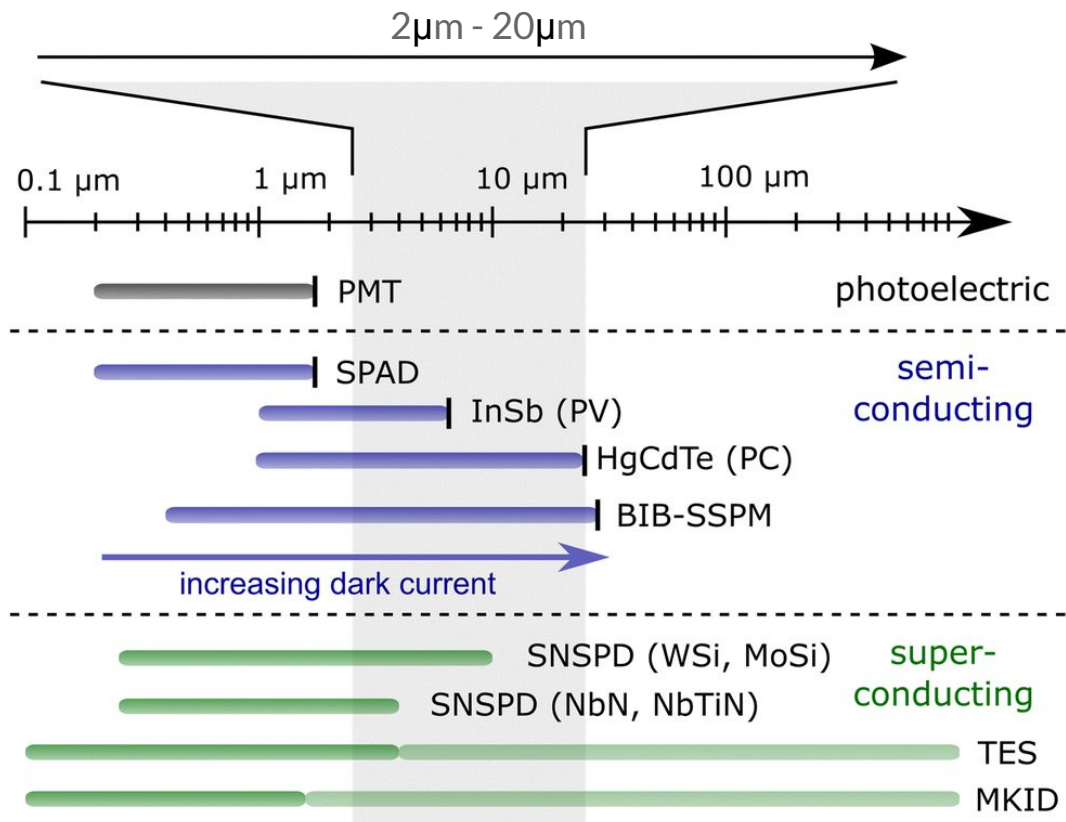 2μm - 20μm
0.1 μm 1 μm 10 μm 100 μm
PMT photoelectric
SPAD semi-
conducting
InSb (PV)
HgCdTe (PC)
BIB-SSPM
increasing dark current
SNSPD (WSi, MoSi) super-
conducting
SNSPD (NbN, NbTiN)
TES
MKID